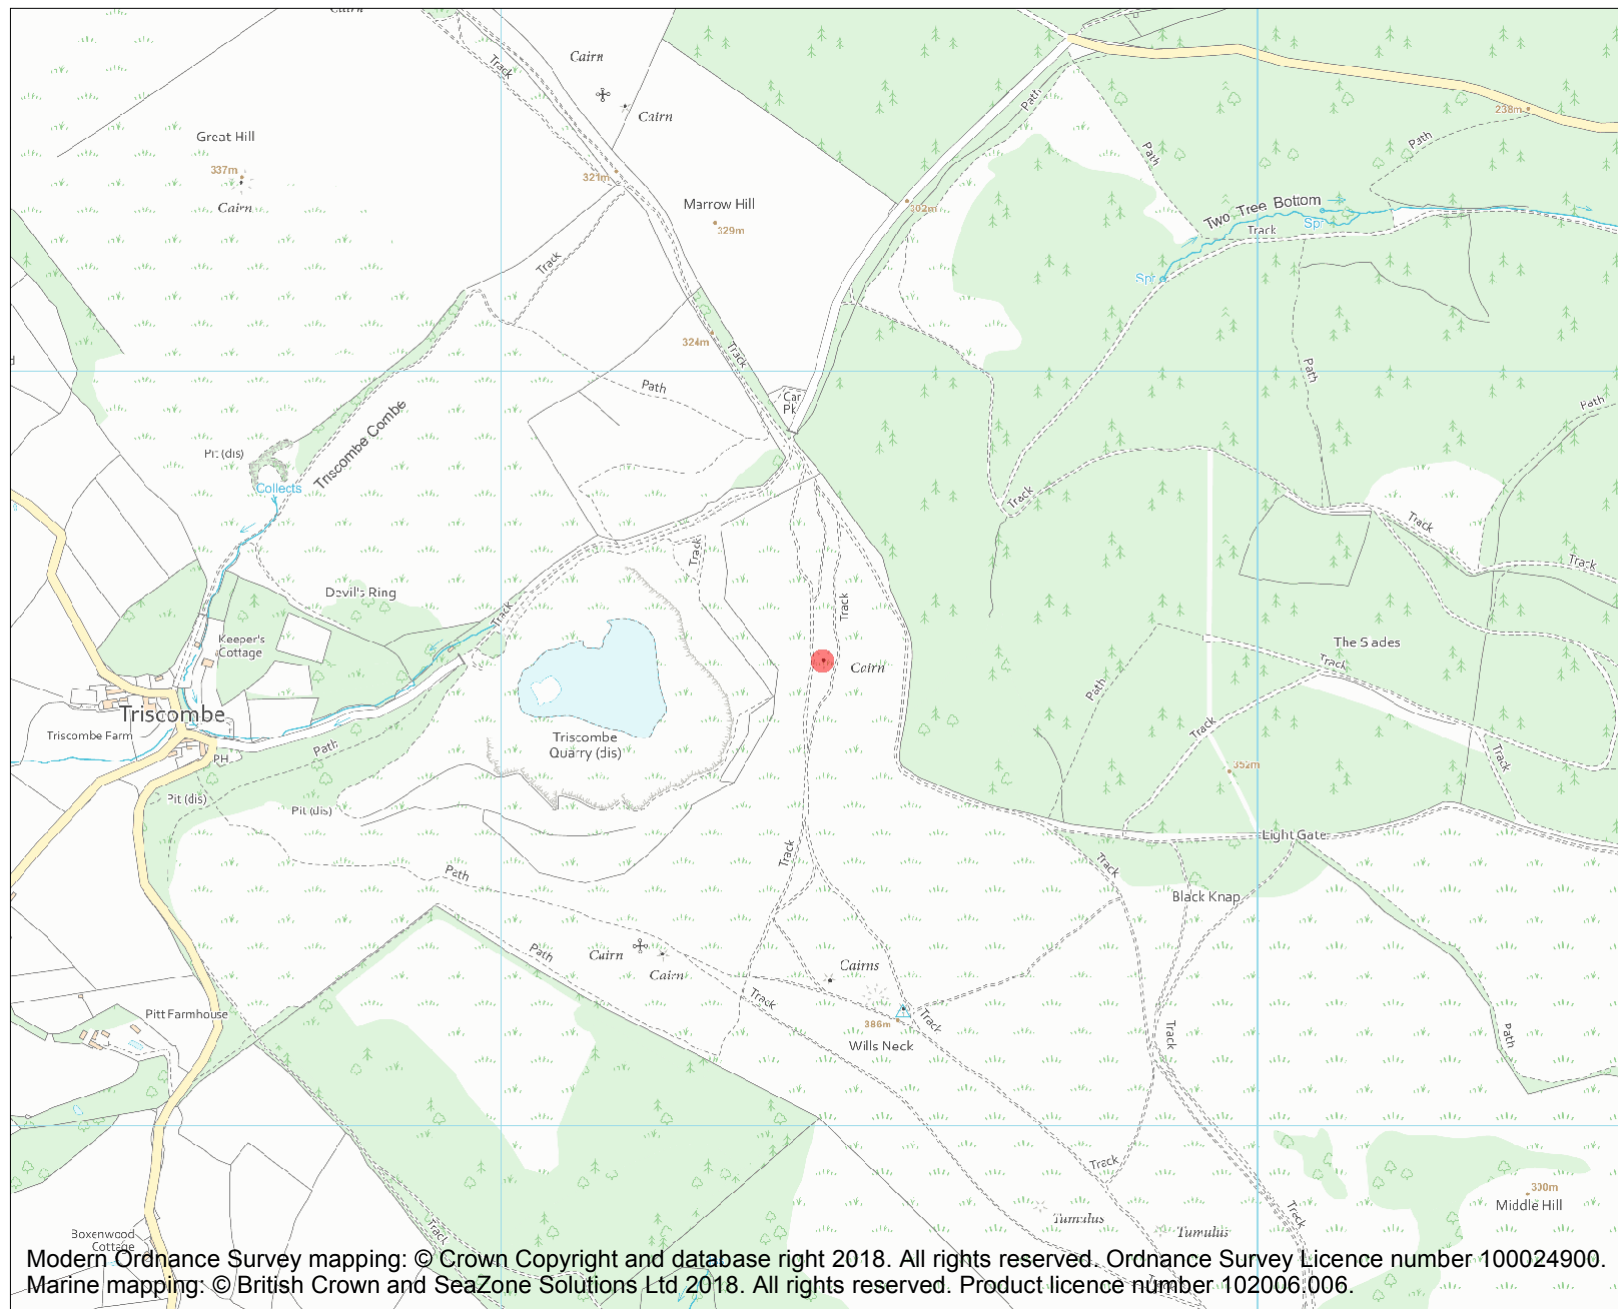 Cairn
Track
Cairn
Cairn
Path
238m
Path
Path
Great Hill
337m
Cairn
321m
Marrow Hill
329m
302m
Two Tree Bottom
Spr
Track
Spr
Track
324m
Track
Path
Car
Pk
Path
Path
Triscombe Combe
Pit (dis)
Collects
Track
Track
Track
Track
Devil's Ring
Track
Track
Keeper's
Cottage
Cairn
The Slades
Track
Path
Triscombe
Triscombe Farm
Path
PH
Triscombe
Quarry (dis)
Track
Track
352m
Pit (dis)
Pit (dis)
Light Gate
Track
Track
Path
Black Knap
Path
Cairn
Cairn
Cairns
Track
Track
386m
Wills Neck
Pitt Farmhouse
Track
Path
Track
300m
Middle Hill
Tumulus
Tumulus
Track
Track
Boxenwood
Cottage
Modern Ordnance Survey mapping: © Crown Copyright and database right 2018. All rights reserved. Ordnance Survey Licence number 100024900.
Marine mapping: © British Crown and SeaZone Solutions Ltd 2018. All rights reserved. Product licence number 102006.006.